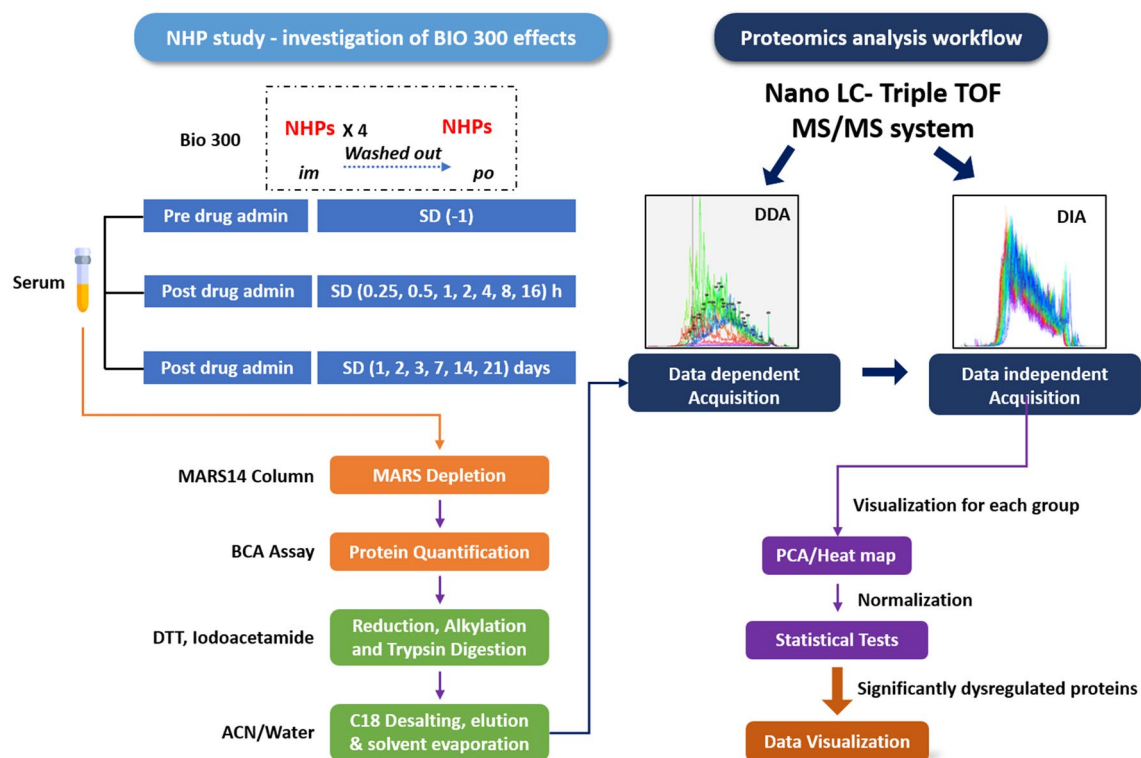 NHP study - investigation of BIO 300 effects
Bio 300
NHPs X 4
NHPs
Washed out
im
po
Serum
Pre drug admin
SD (-1)
Post drug admin
SD (0.25, 0.5, 1, 2, 4, 8, 16) h
Post drug admin
SD (1, 2, 3, 7, 14, 21) days
MARS14 Column
MARS Depletion
BCA Assay
Protein Quantification
DTT, Iodoacetamide
Reduction, Alkylation
and Trypsin Digestion
ACN/Water
C18 Desalting, elution
& solvent evaporation
Proteomics analysis workflow
Nano LC- Triple TOF
MS/MS system
DDA
DIA
Data dependent
Acquisition
Data independent
Acquisition
Visualization for each group
PCA/Heat map
Normalization
Statistical Tests
Significantly dysregulated proteins
Data Visualization